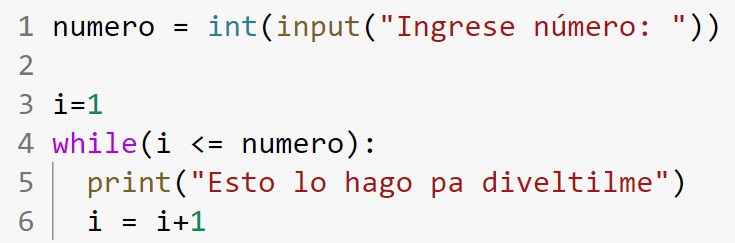 1 numero = int(input("Ingrese número: "))
2
3 i=1
4 while(i <= numero):
5   print("Esto lo hago pa diveltilme")
6   i = i+1